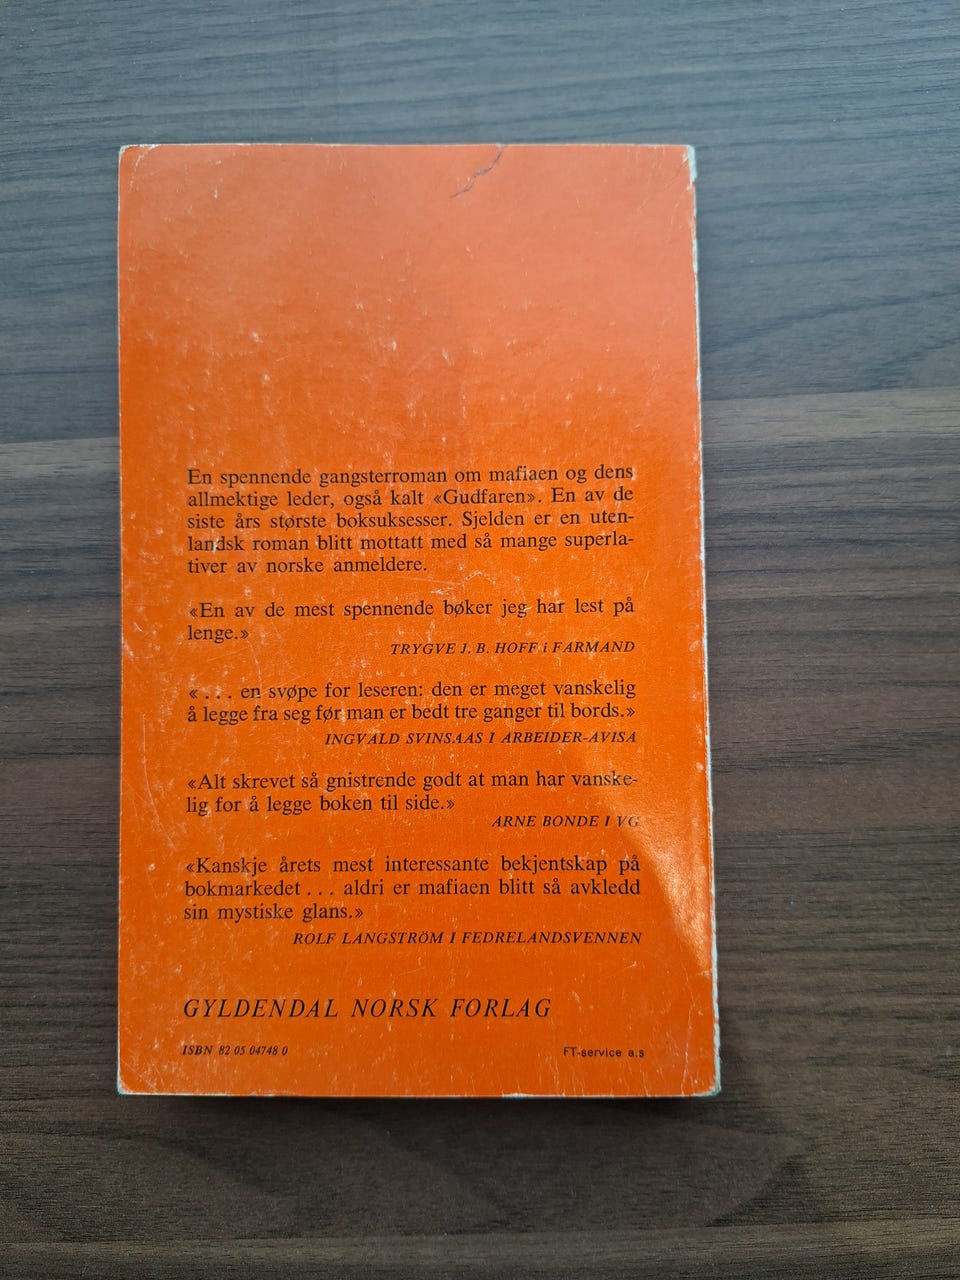 En spennende gangsterroman om mafiaen og dens
allmektige leder, også kalt «Gudfaren». En av de
siste års største boksuksesser. Sjelden er en uten-
landsk roman blitt mottatt med så mange superla-
tiver av norske anmeldere.
«En av de mest spennende bøker jeg har lest på
lenge.»
TRYGVE J. B. HOFF i FARMAND
«... en svøpe for leseren: den er meget vanskelig
å legge fra seg før man er bedt tre ganger til bords.»
INGVALD SVINSAAS I ARBEIDER-AVISA
«Alt skrevet så gnistrende godt at man har vanske-
lig for å legge boken til side.»
ARNE BONDE I VG
«Kanskje årets mest interessante bekjentskap på
bokmarkedet... aldri er mafiaen blitt så avkledd
sin mystiske glans.»
ROLF LANGSTRÖM I FEDRELANDSVENNEN
GYLDENDAL NORSK FORLAG
ISBN 82 05 04748 0
FT-service a.s